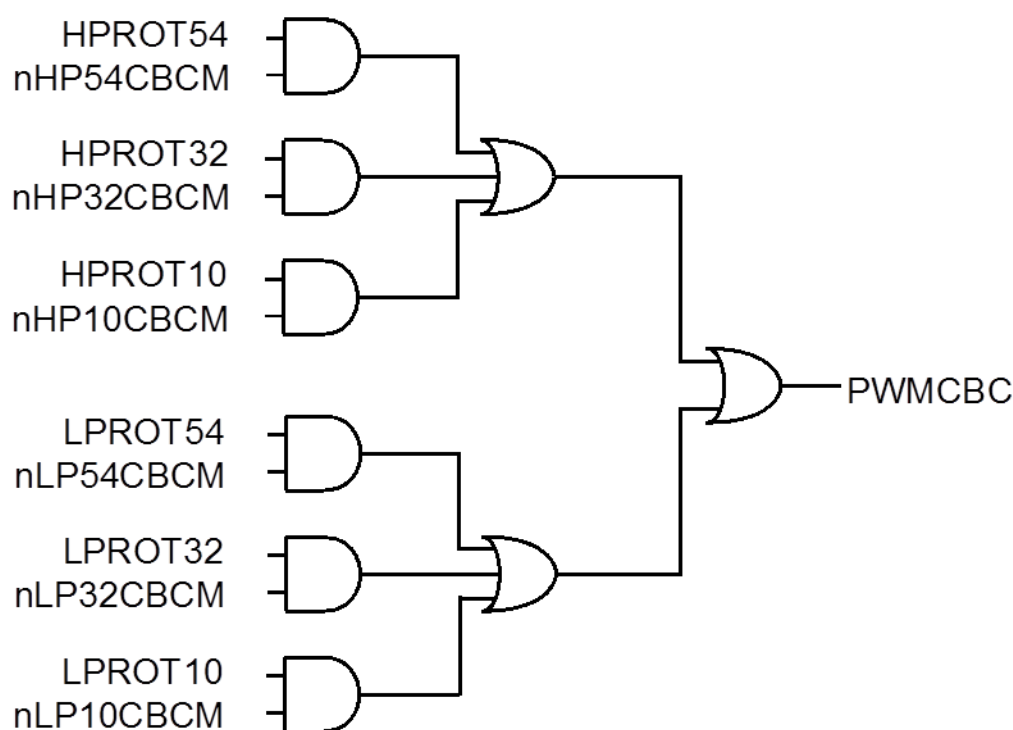 HPROT54
nHP54CBCM
HPROT32
nHP32CBCM
HPROT10
nHP10CBCM
PWMCBC
LPROT54
nLP54CBCM
LPROT32
nLP32CBCM
LPROT10
nLP10CBCM